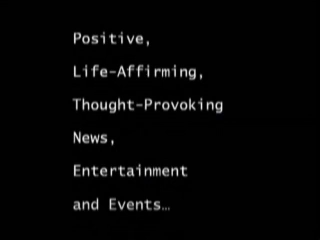 Positive,
Life-Affirming,
Thought-Provoking
News,
Entertainment
and Events…